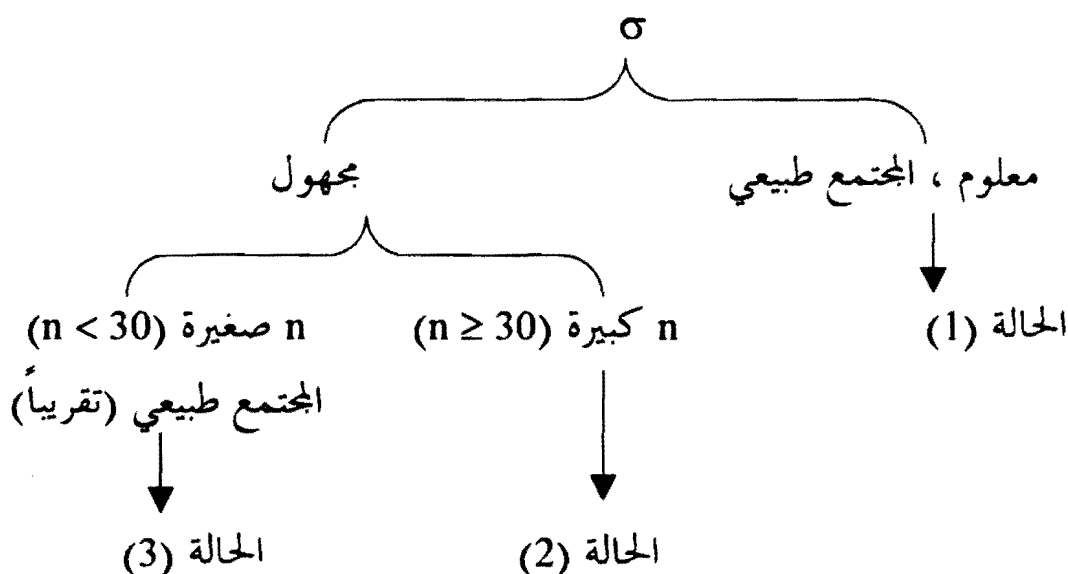 σ
معلوم ، المجتمع طبيعي
مجهول
الحالة (1)
n كبيرة (n ≥ 30)
n صغيرة (n < 30)
المجتمع طبيعي (تقريباً)
الحالة (2)
الحالة (3)